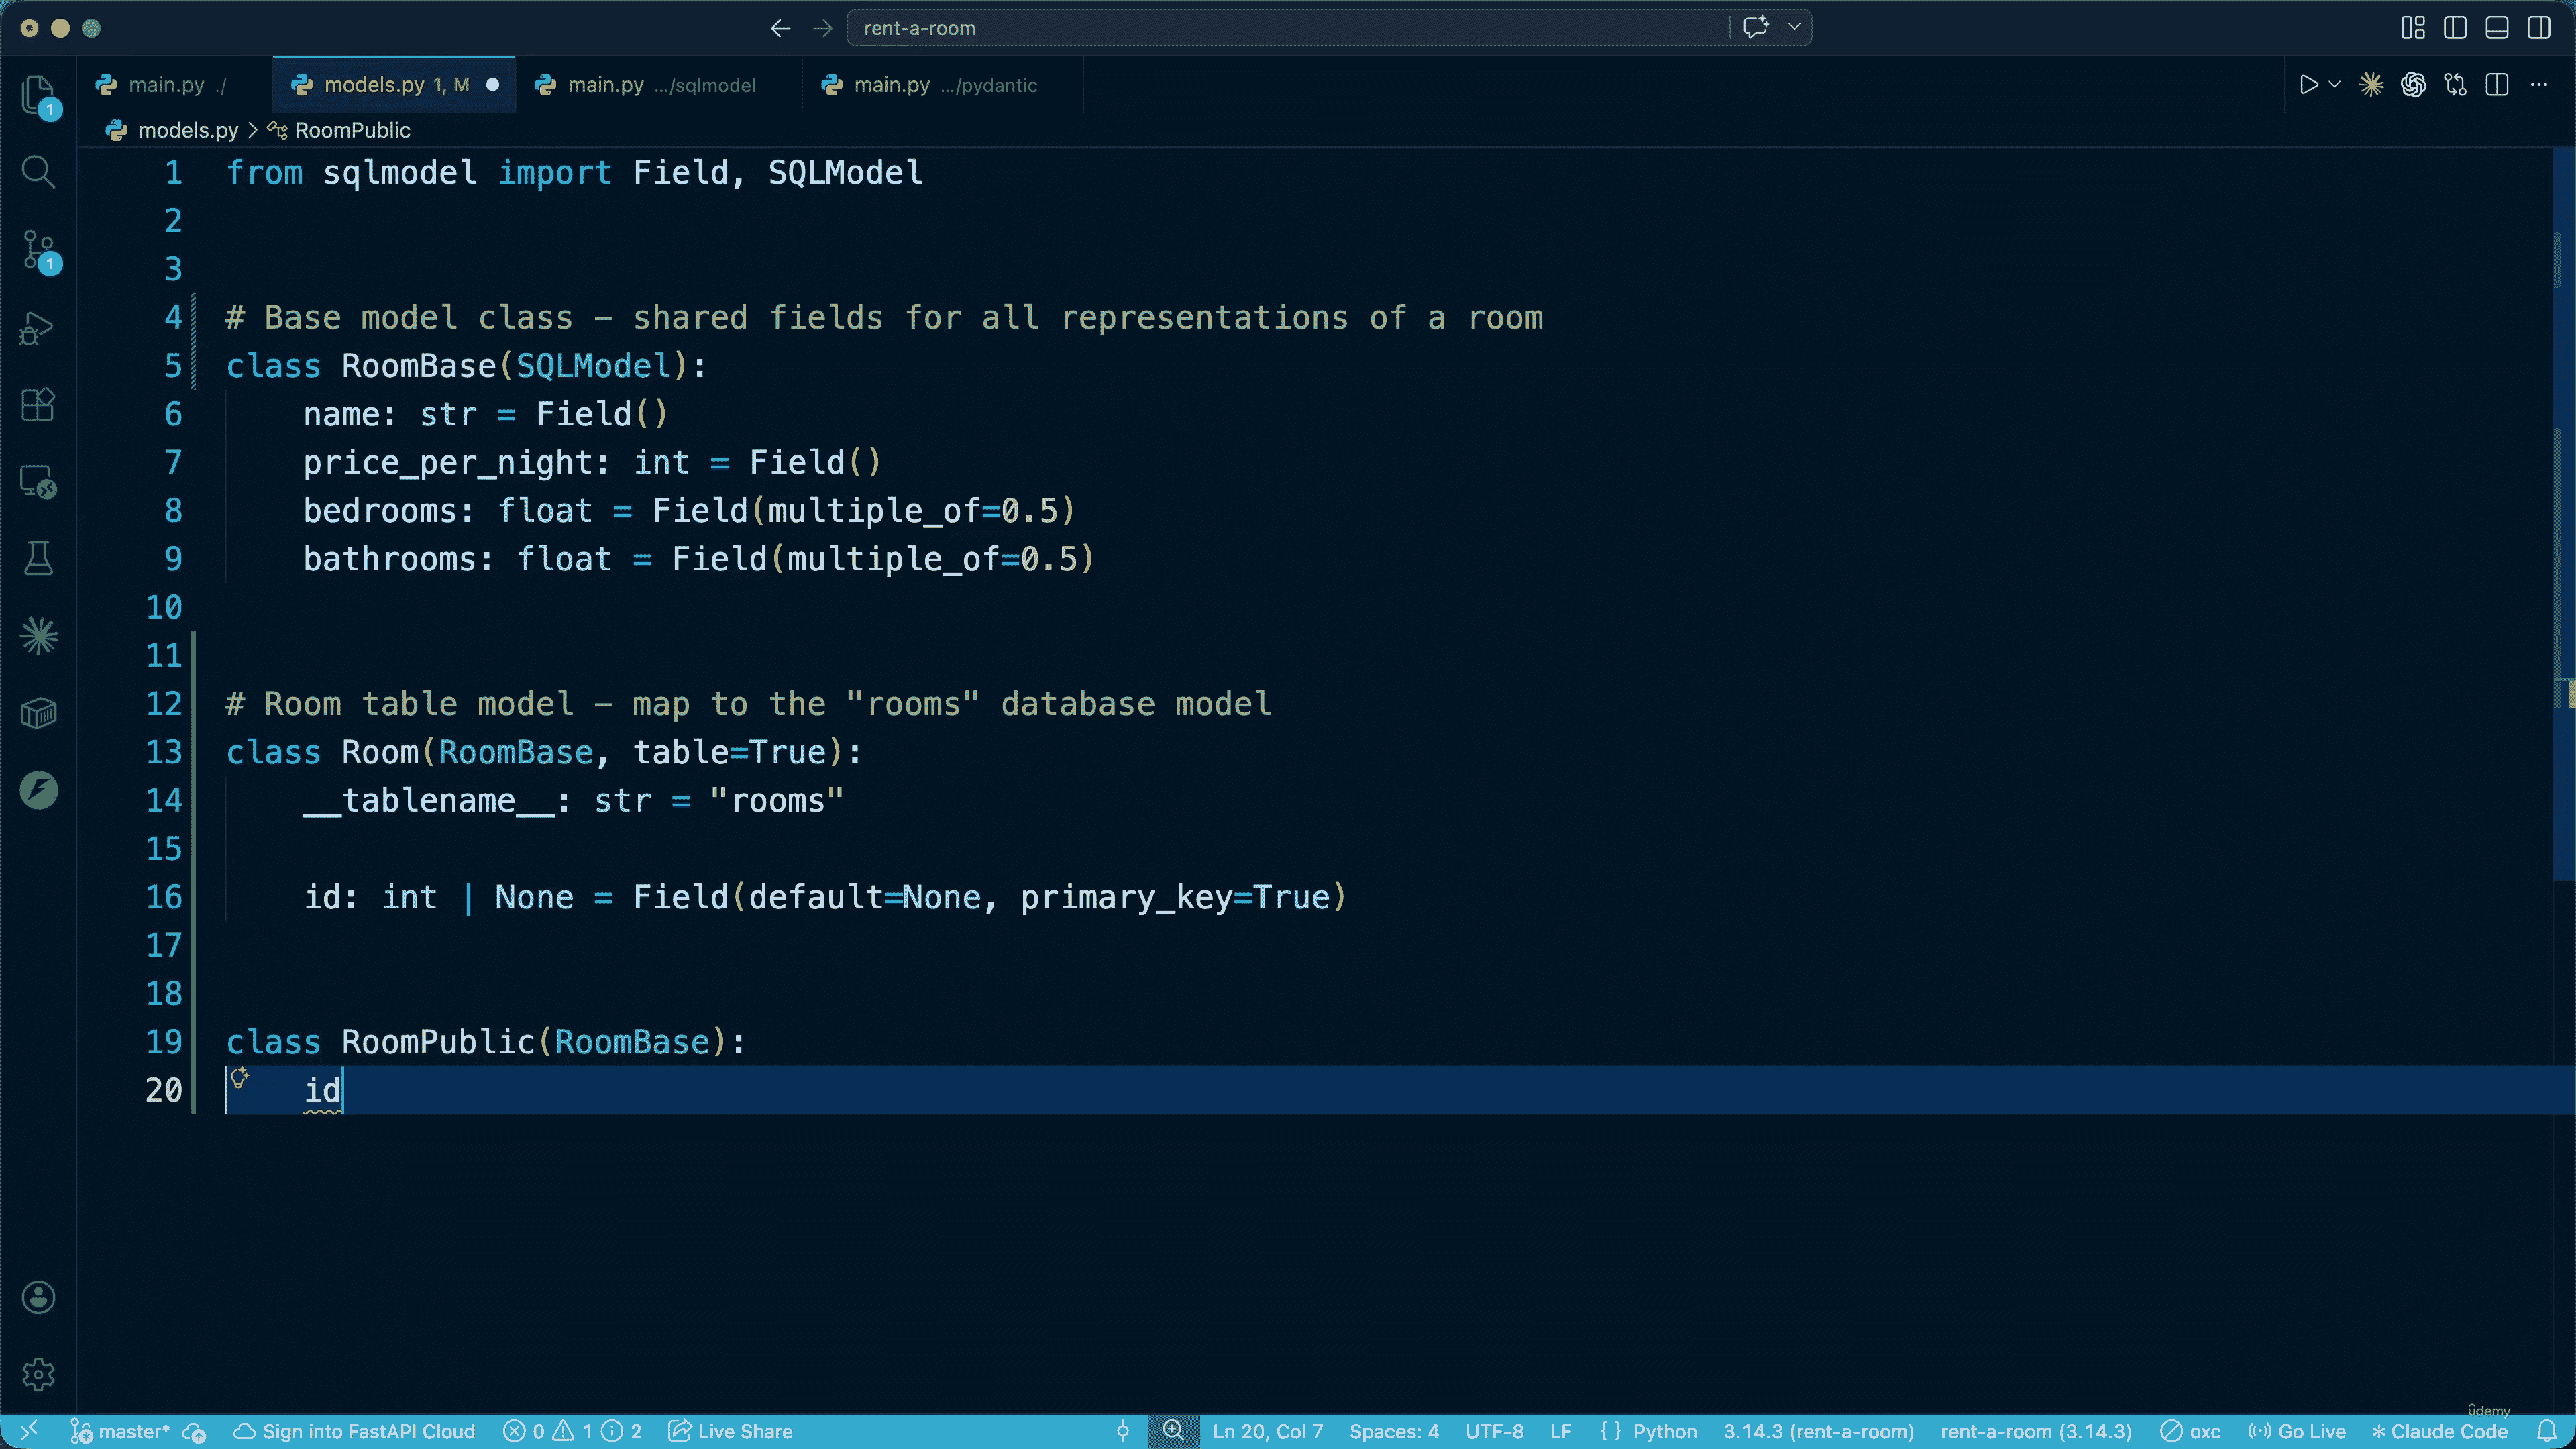 rent-a-room
main.py ./
models.py 1, M
main.py .../sqlmodel
main.py .../pydantic
models.py > RoomPublic
1 from sqlmodel import Field, SQLModel
2
3
4 # Base model class – shared fields for all representations of a room
5 class RoomBase(SQLModel):
6 name: str = Field()
7 price_per_night: int = Field()
8 bedrooms: float = Field(multiple_of=0.5)
9 bathrooms: float = Field(multiple_of=0.5)
10
11
12 # Room table model – map to the "rooms" database model
13 class Room(RoomBase, table=True):
14 __tablename__: str = "rooms"
15
16 id: int | None = Field(default=None, primary_key=True)
17
18
19 class RoomPublic(RoomBase):
20 id
1
1
udemy
master* Sign into FastAPI Cloud 0 1 2 Live Share Ln 20, Col 7 Spaces: 4 UTF-8 LF {} Python 3.14.3 (rent-a-room) rent-a-room (3.14.3) oxc Go Live Claude Code